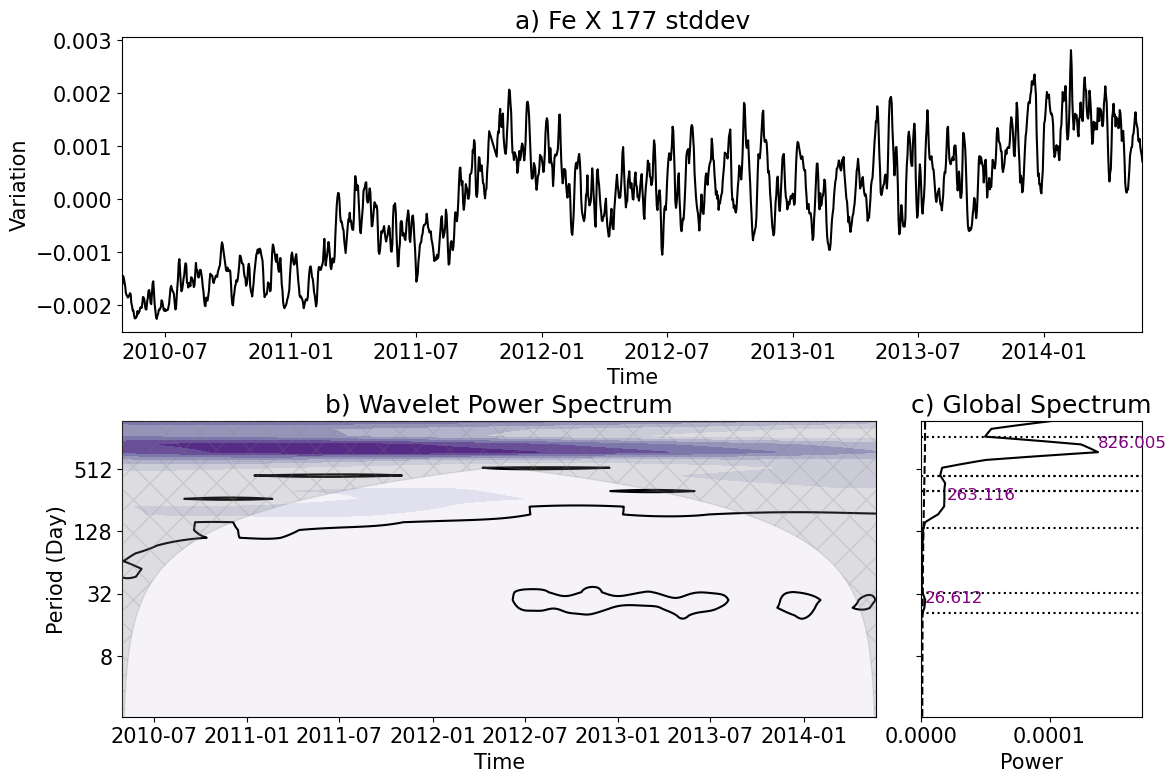 a) Fe X 177 stddev
0.003
0.002
0.001
0.000
−0.001
−0.002
Variation
2010-07 2011-01 2011-07 2012-01 2012-07 2013-01 2013-07 2014-01
Time
b) Wavelet Power Spectrum
512
128
32
8
Period (Day)
2010-07 2011-01 2011-07 2012-01 2012-07 2013-01 2013-07 2014-01
Time
c) Global Spectrum
826.005
263.116
26.612
0.0000 0.0001
Power